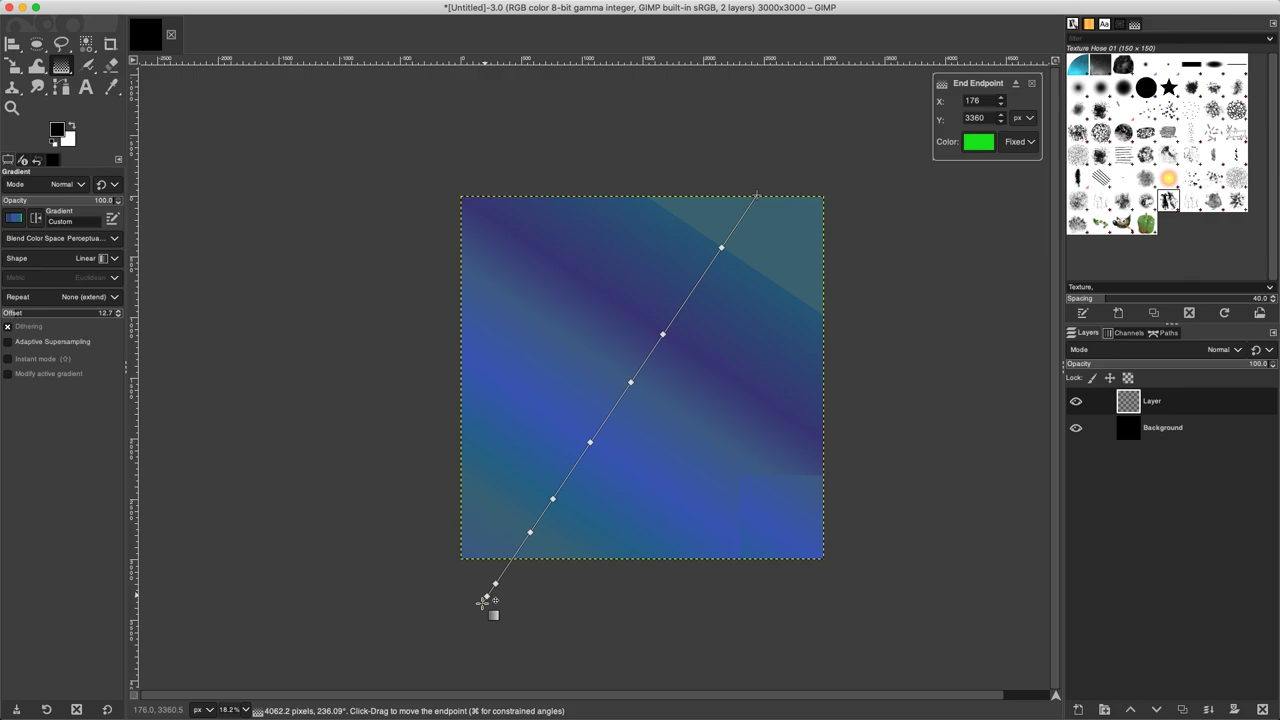 *[Untitled]-3.0 (RGB color 8-bit gamma integer, GIMP built-in sRGB, 2 layers) 3000x3000 – GIMP
filter
Texture Hose 01 (150 × 150)
End Endpoint
X: 176
Y: 3360 px
Color: Fixed
Gradient
Mode Normal
Opacity 100.0
Gradient
Custom
Blend Color Space Perceptua...
Shape Linear
Metric Euclidean
Repeat None (extend)
Offset 12.7
Dithering
Adaptive Supersampling
Instant mode (⇧)
Modify active gradient
Texture,
Spacing 40.0
Layers Channels Paths
Mode Normal
Opacity 100.0
Lock:
Layer
Background
176.0, 3360.5 px 18.2% 4062.2 pixels, 236.09°. Click-Drag to move the endpoint (⌘ for constrained angles)